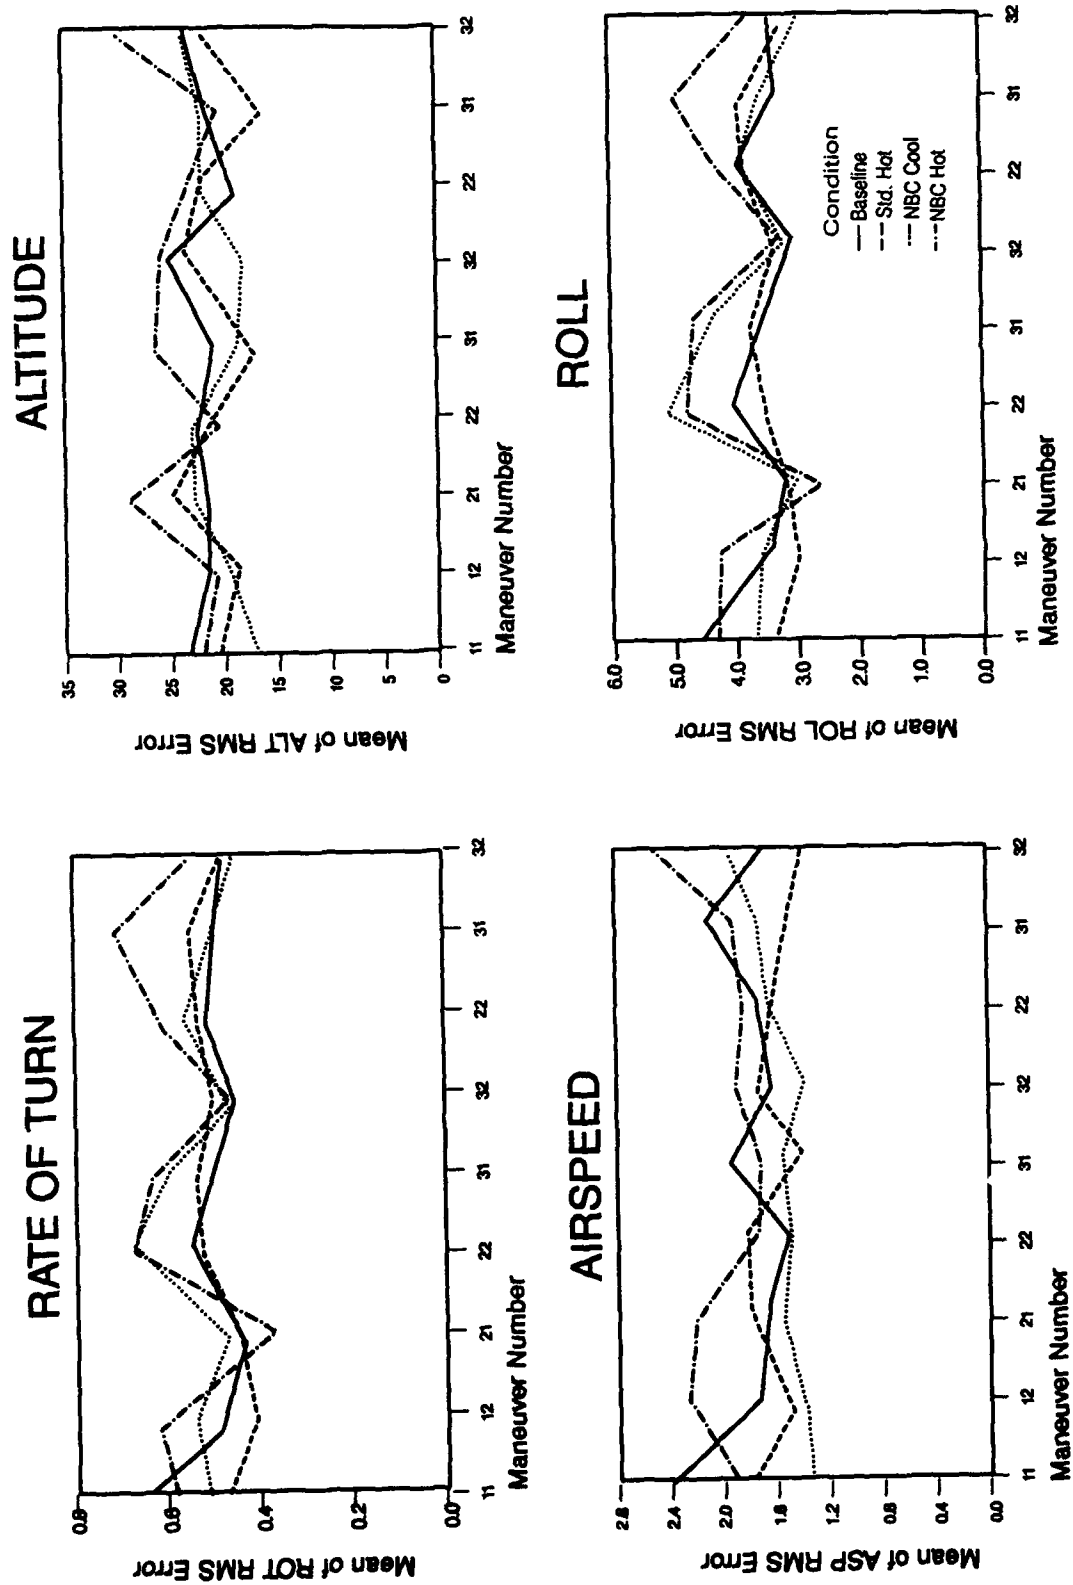 RATE OF TURN
Mean of ROT RMS Error
0.8
0.6
0.4
0.0
11 12 21 22 31 32 22 31 32
Maneuver Number
ALTITUDE
Mean of ALT RMS Error
35
30
25
20
15
10
5
0
11 12 21 22 31 32 22 31 32
Maneuver Number
AIRSPEED
Mean of ASP RMS Error
2.8
2.4
2.0
1.6
1.2
0.0
11 12 21 22 31 32 22 31 32
Maneuver Number
ROLL
Mean of ROL RMS Error
6.0
5.0
4.0
3.0
2.0
1.0
0.0
Condition
Baseline
Std. Hot
NBC Cool
NBC Hot
11 12 21 22 31 32 22 31 32
Maneuver Number